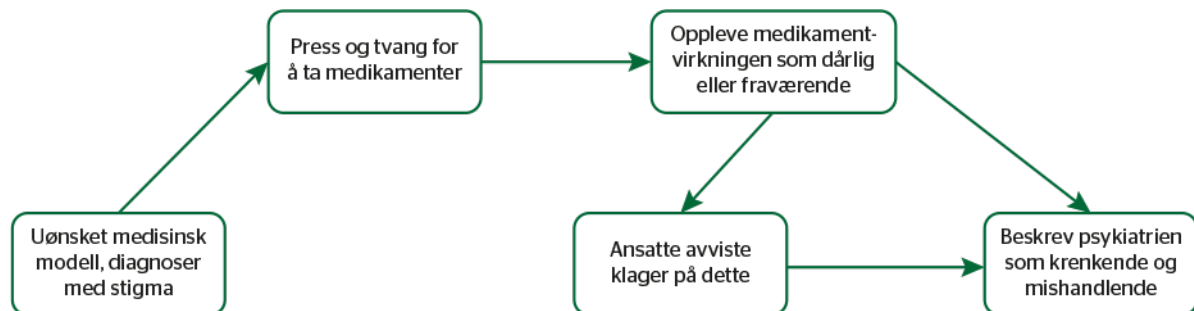 Press og tvang for
å ta medikamenter
Oppleve medikament-
virkningen som dårlig
eller fraværende
Uønsket medisinsk
modell, diagnoser
med stigma
Ansatte avviste
klager på dette
Beskrev psykiatrien
som krenkende og
mishandlende